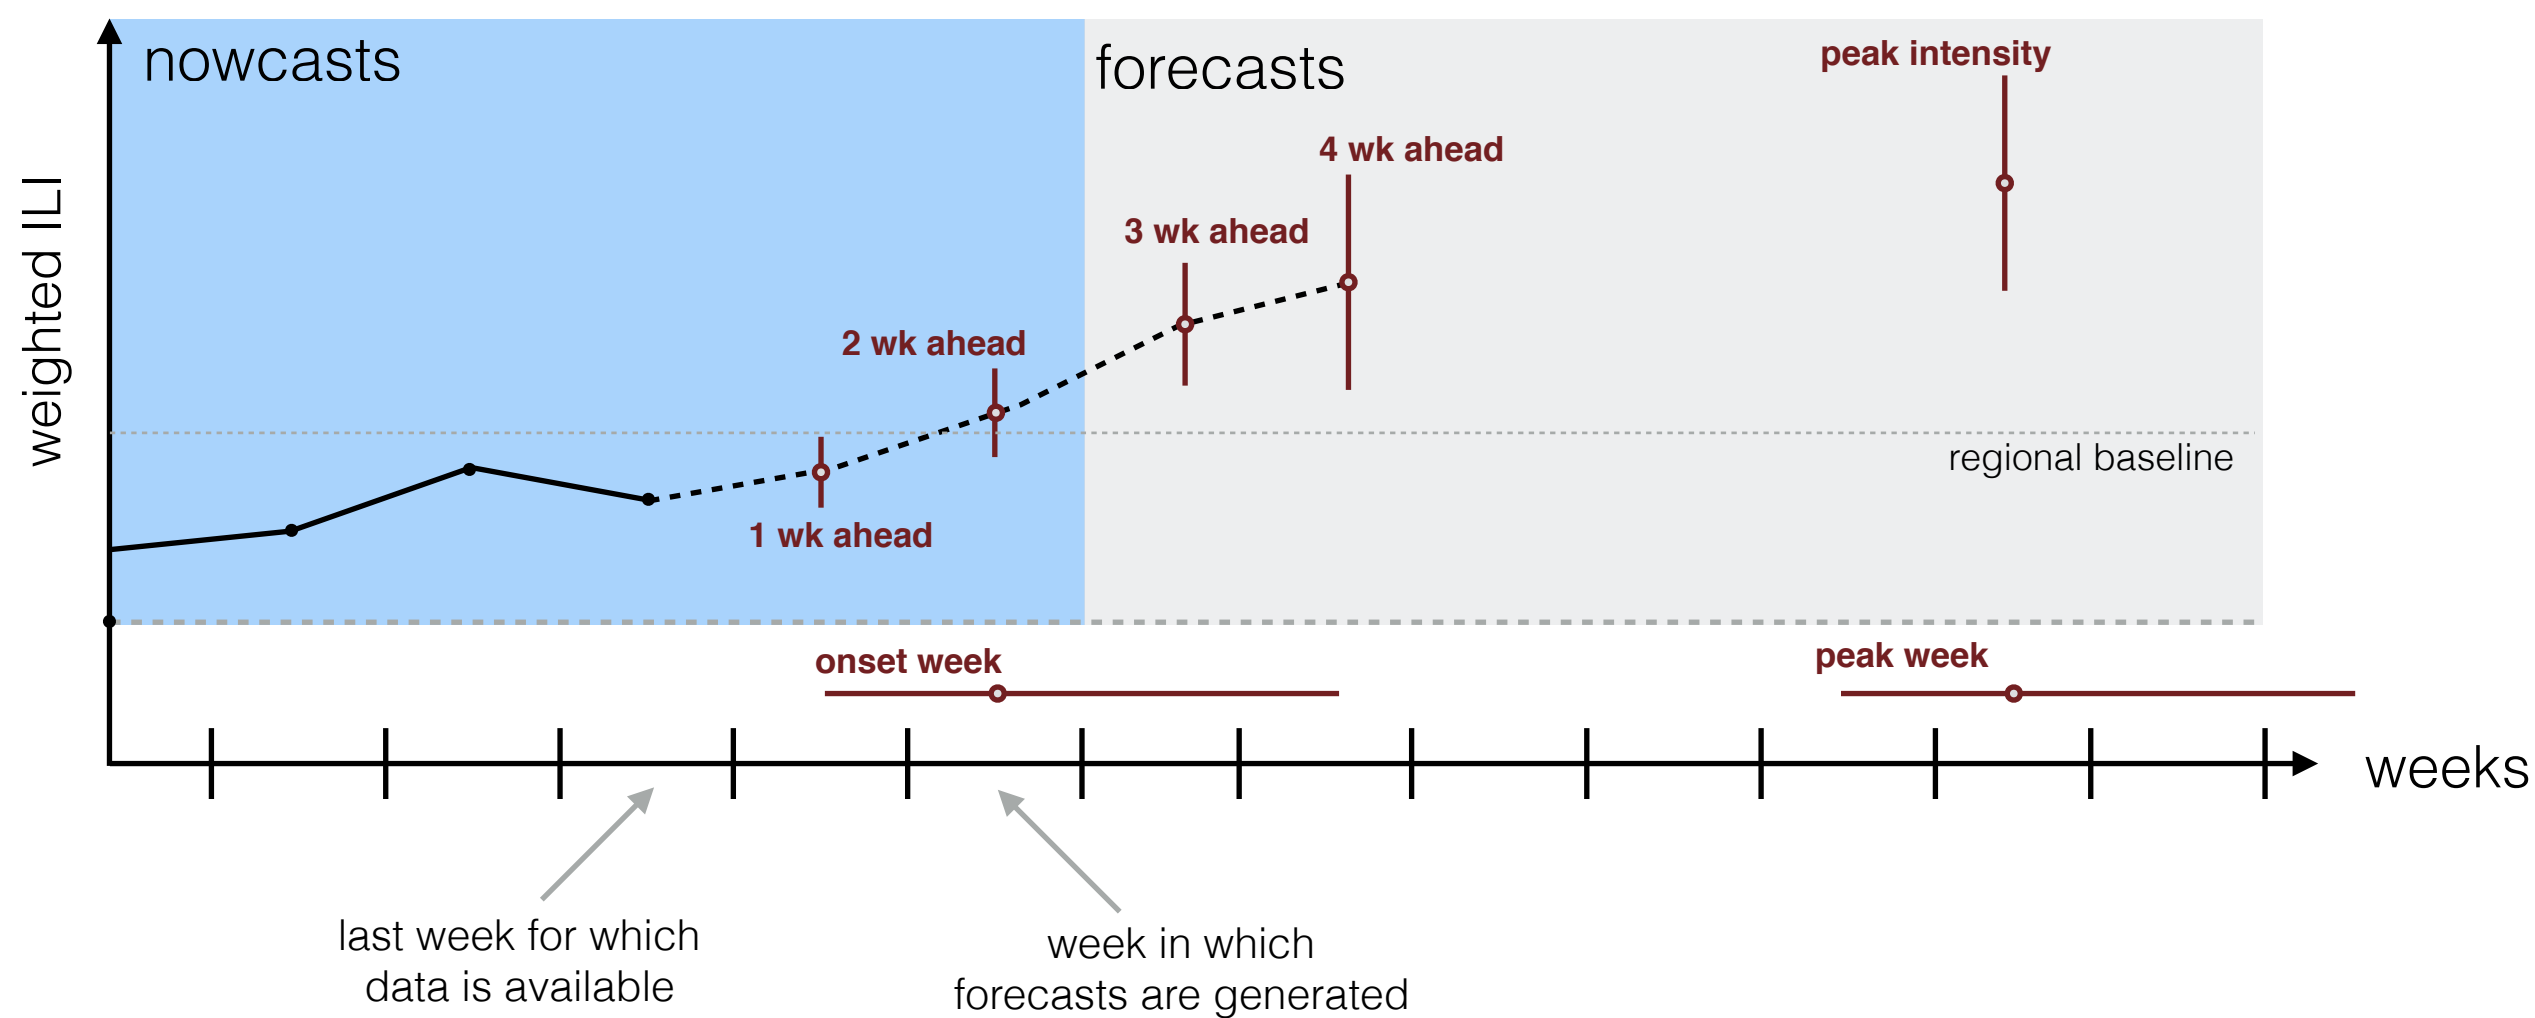 nowcasts
forecasts
peak intensity
4 wk ahead
3 wk ahead
2 wk ahead
1 wk ahead
weighted ILI
regional baseline
onset week
peak week
weeks
last week for which
data is available
week in which
forecasts are generated